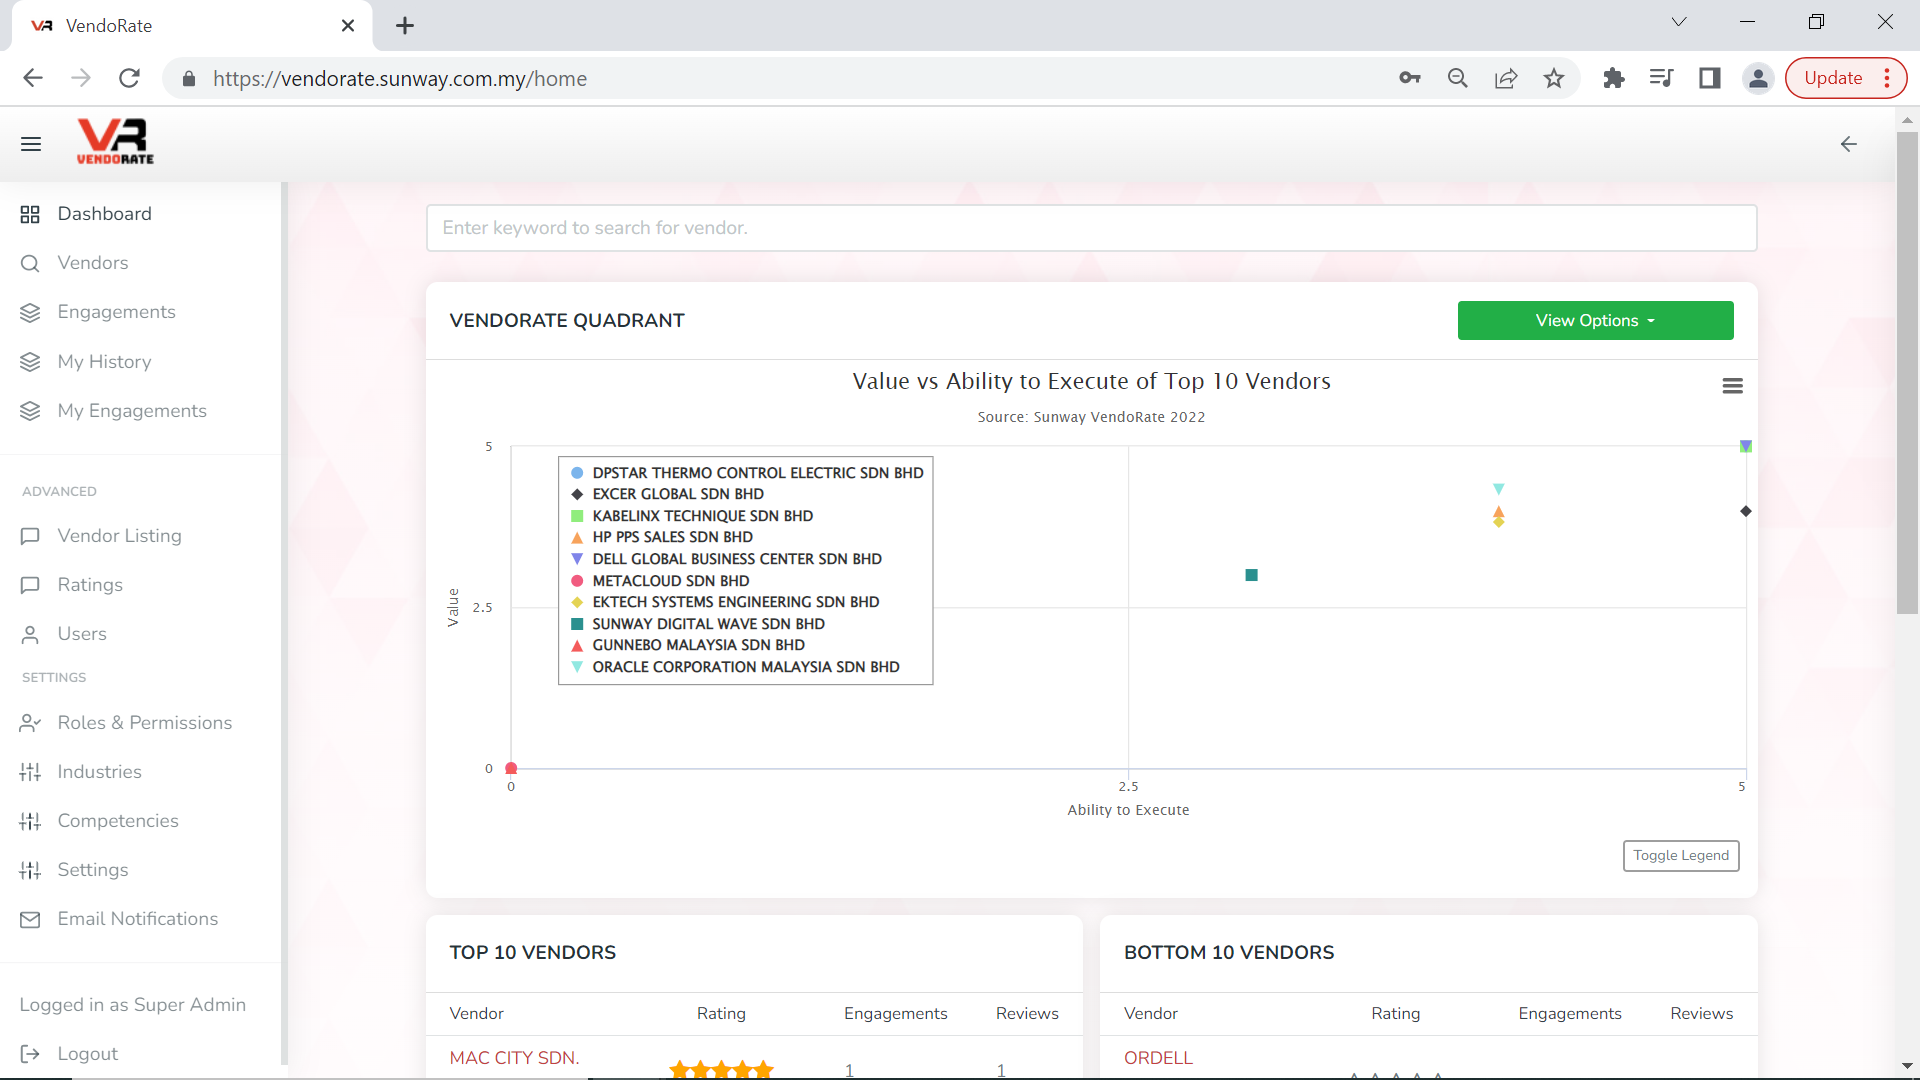 VendoRate
https://vendorate.sunway.com.my/home
Update
VR
VENDORATE
Dashboard
Vendors
Engagements
My History
My Engagements
ADVANCED
Vendor Listing
Ratings
Users
SETTINGS
Roles & Permissions
Industries
Competencies
Settings
Email Notifications
Logged in as Super Admin
Logout
Enter keyword to search for vendor.
VENDORATE QUADRANT
View Options
Value vs Ability to Execute of Top 10 Vendors
Source: Sunway VendoRate 2022
5
2.5
0
Value
DPSTAR THERMO CONTROL ELECTRIC SDN BHD
EXCER GLOBAL SDN BHD
KABELINX TECHNIQUE SDN BHD
HP PPS SALES SDN BHD
DELL GLOBAL BUSINESS CENTER SDN BHD
METACLOUD SDN BHD
EKTECH SYSTEMS ENGINEERING SDN BHD
SUNWAY DIGITAL WAVE SDN BHD
GUNNEBO MALAYSIA SDN BHD
ORACLE CORPORATION MALAYSIA SDN BHD
0 2.5 5
Ability to Execute
Toggle Legend
TOP 10 VENDORS
Vendor Rating Engagements Reviews
MAC CITY SDN. 1 1
BOTTOM 10 VENDORS
Vendor Rating Engagements Reviews
ORDELL